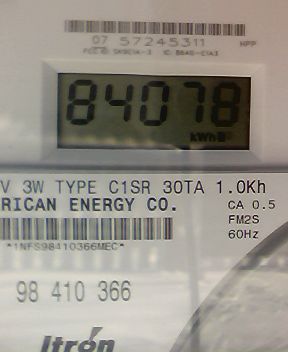 07 57245311 HPP
84078
kWh
V 3W TYPE C1SR 30TA 1.0Kh
RICAN ENERGY CO. CA 0.5
FM2S
60Hz
*1NFS98410366MEC*
98 410 366
Itron